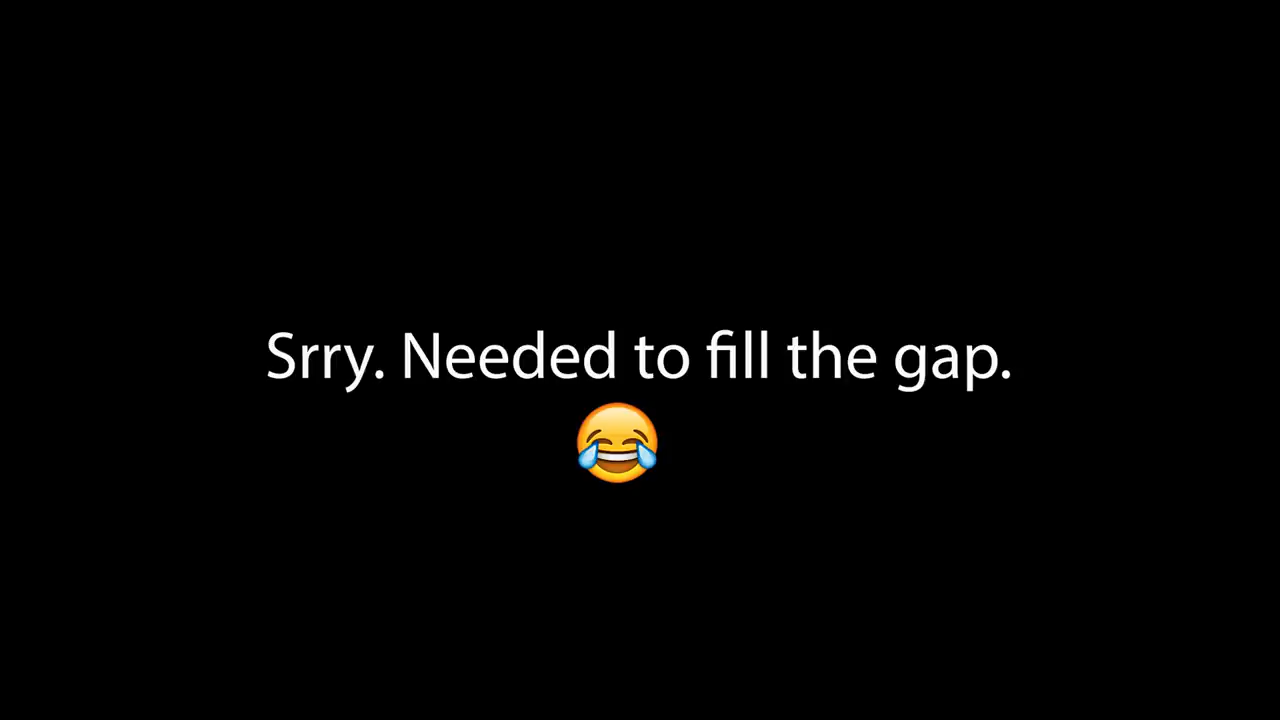 Srry. Needed to fill the gap.
😂